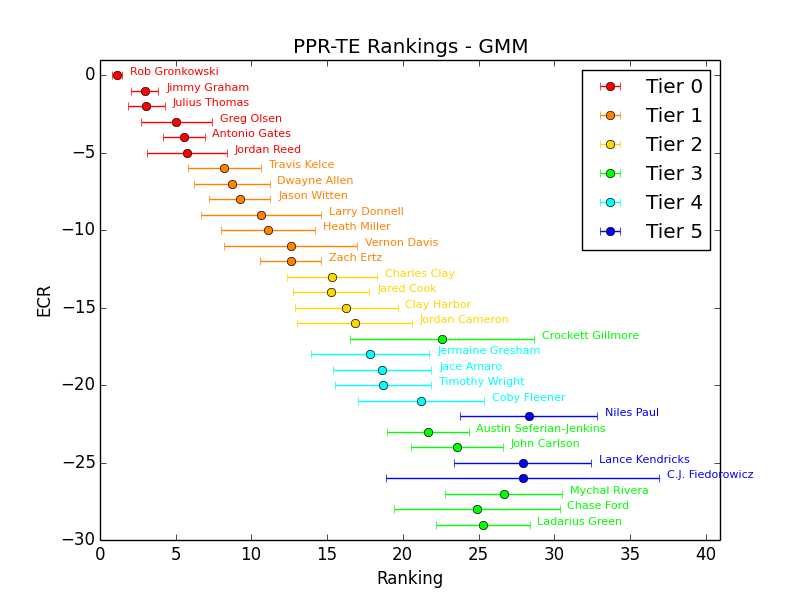 PPR-TE Rankings - GMM
Rob Gronkowski
Jimmy Graham
Julius Thomas
Greg Olsen
Antonio Gates
Jordan Reed
Travis Kelce
Dwayne Allen
Jason Witten
Larry Donnell
Heath Miller
Vernon Davis
Zach Ertz
Charles Clay
Jared Cook
Clay Harbor
Jordan Cameron
Crockett Gillmore
Jermaine Gresham
Jace Amaro
Timothy Wright
Coby Fleener
Niles Paul
Austin Seferian-Jenkins
John Carlson
Lance Kendricks
C.J. Fiedorowicz
Mychal Rivera
Chase Ford
Ladarius Green
Tier 0
Tier 1
Tier 2
Tier 3
Tier 4
Tier 5
ECR
0
−5
−10
−15
−20
−25
−30
0 5 10 15 20 25 30 35 40
Ranking